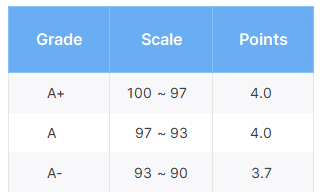 Grade Scale Points
A+ 100 ~ 97 4.0
A 97 ~ 93 4.0
A- 93 ~ 90 3.7